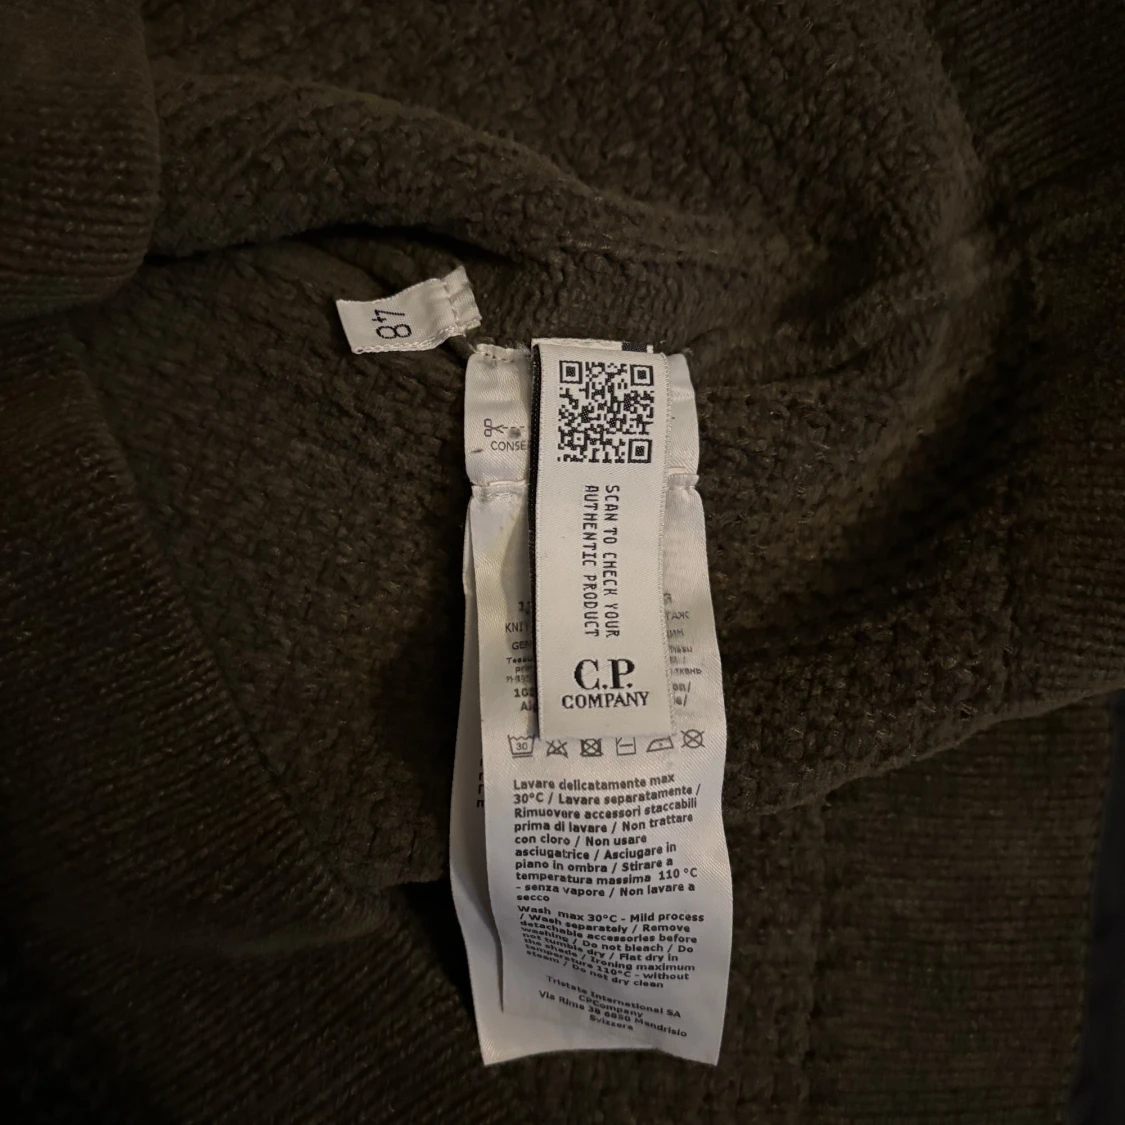 48
CONSE
SCAN TO CHECK YOUR
AUTHENTIC PRODUCT
C.P.
COMPANY
KNI
GEN
30
Lavare delicatamente max
30°C / Lavare separatamente /
Rimuovere accessori staccabili
prima di lavare / Non trattare
con cloro / Non usare
asciugatrice / Asciugare in
piano in ombra / Stirare a
temperatura massima 110 °C
- senza vapore / Non lavare a
secco
Wash max 30°C - Mild process
/ Wash separately / Remove
detachable accessories before
washing / Do not bleach / Do
not tumble dry / Flat dry in
the shade / Ironing maximum
temperature 110°C - without
steam / Do not dry clean
Tristate International SA
CPCompany
Via Rime 38 6850 Mendrisio
Svizzera